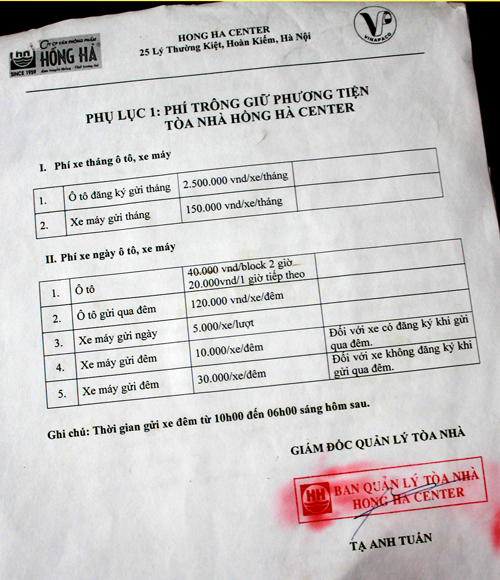 CTY CP VĂN PHÒNG PHẨM
HỒNG HÀ
SINCE 1959
HONG HA CENTER
25 Lý Thường Kiệt, Hoàn Kiếm, Hà Nội
VINAPACO
PHỤ LỤC 1: PHÍ TRÔNG GIỮ PHƯƠNG TIỆN
TÒA NHÀ HỒNG HÀ CENTER
I. Phí xe tháng ô tô, xe máy
1. Ô tô đăng ký gửi tháng 2.500.000 vnd/xe/tháng
2. Xe máy gửi tháng 150.000 vnd/xe/tháng
II. Phí xe ngày ô tô, xe máy
1. Ô tô 40.000 vnd/block 2 giờ
20.000vnd/1 giờ tiếp theo
2. Ô tô gửi qua đêm 120.000 vnd/xe/đêm
3. Xe máy gửi ngày 5.000/xe/lượt
4. Xe máy gửi đêm 10.000/xe/đêm Đối với xe có đăng ký khi gửi
qua đêm.
5. Xe máy gửi đêm 30.000/xe/đêm Đối với xe không đăng ký khi
gửi qua đêm.
Ghi chú: Thời gian gửi xe đêm từ 10h00 đến 06h00 sáng hôm sau.
GIÁM ĐỐC QUẢN LÝ TÒA NHÀ
HH
BAN QUẢN LÝ TÒA NHÀ
HONG HA CENTER
TẠ ANH TUẤN